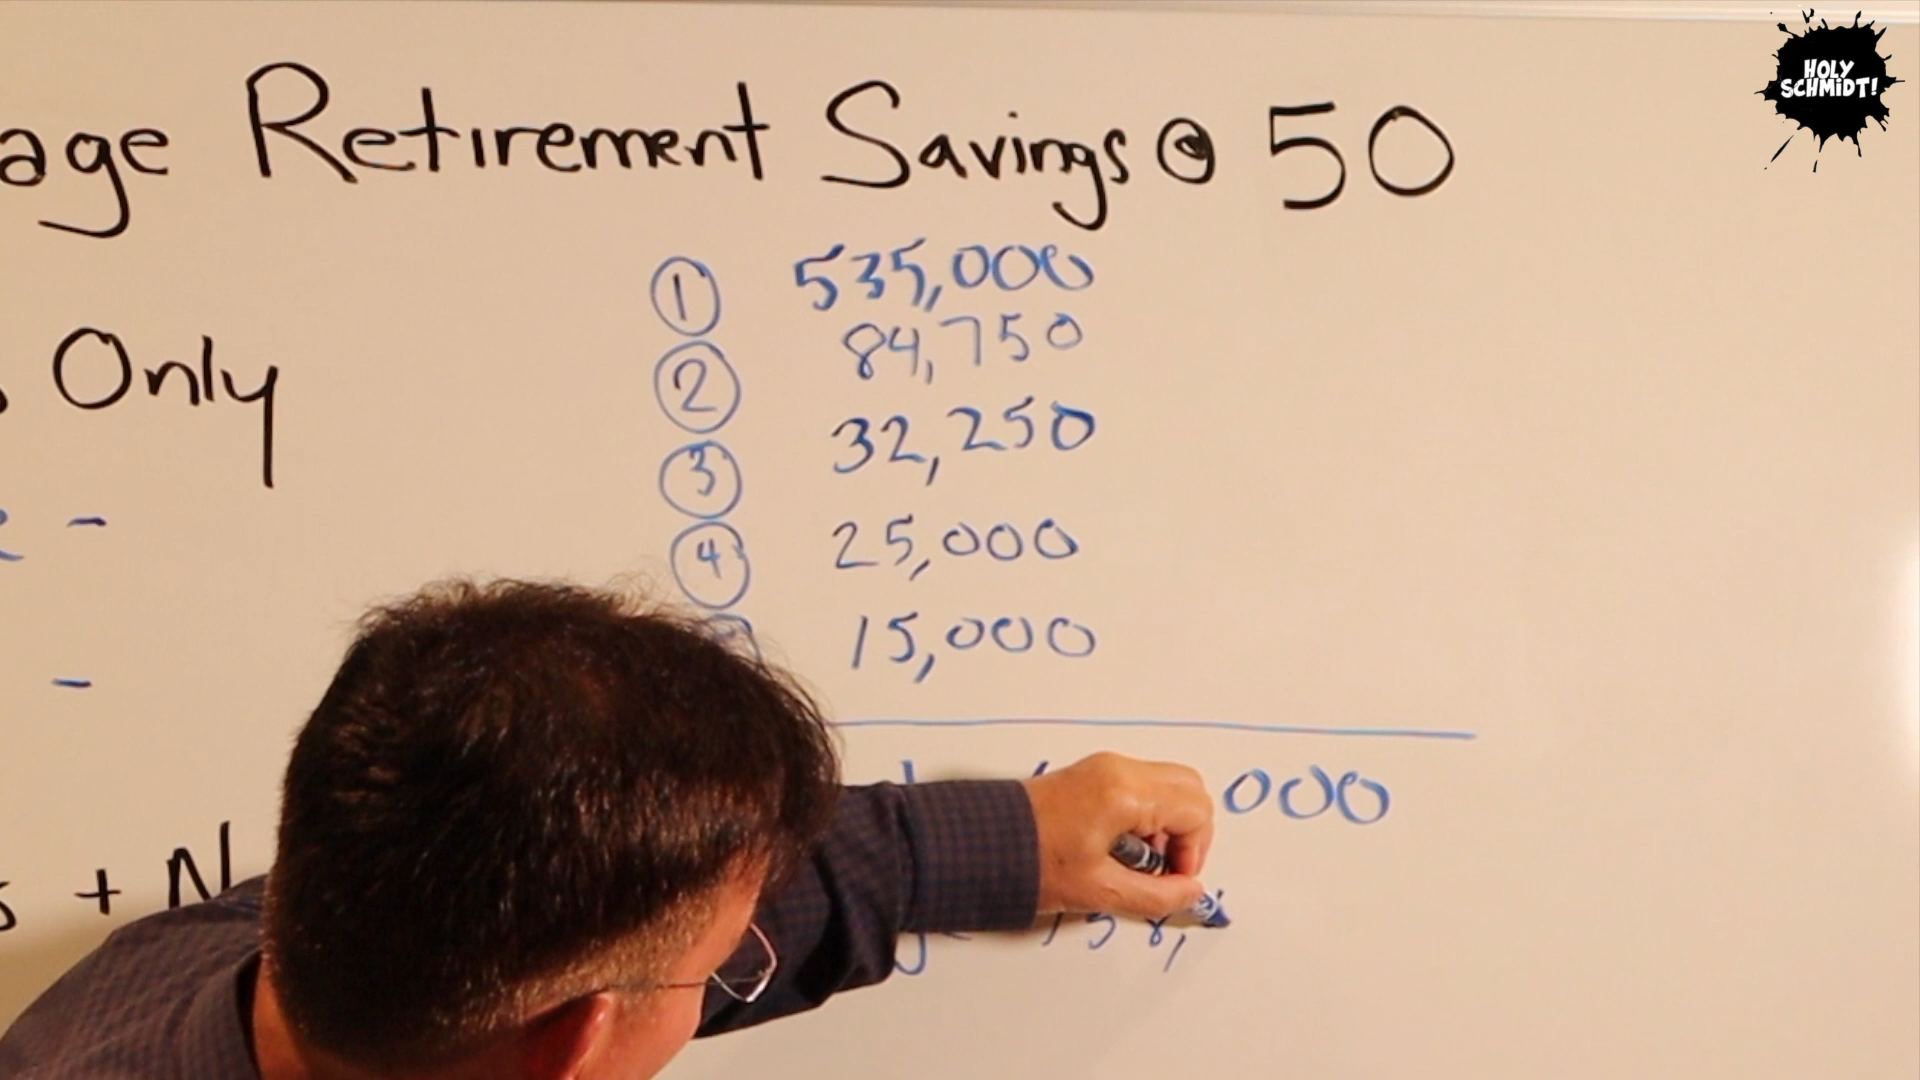 HOLY
SCHMIDT!
age Retirement Savings @ 50
① 535,000
② 84,750
③ 32,250
④ 25,000
15,000
Only
000
+ N
158,